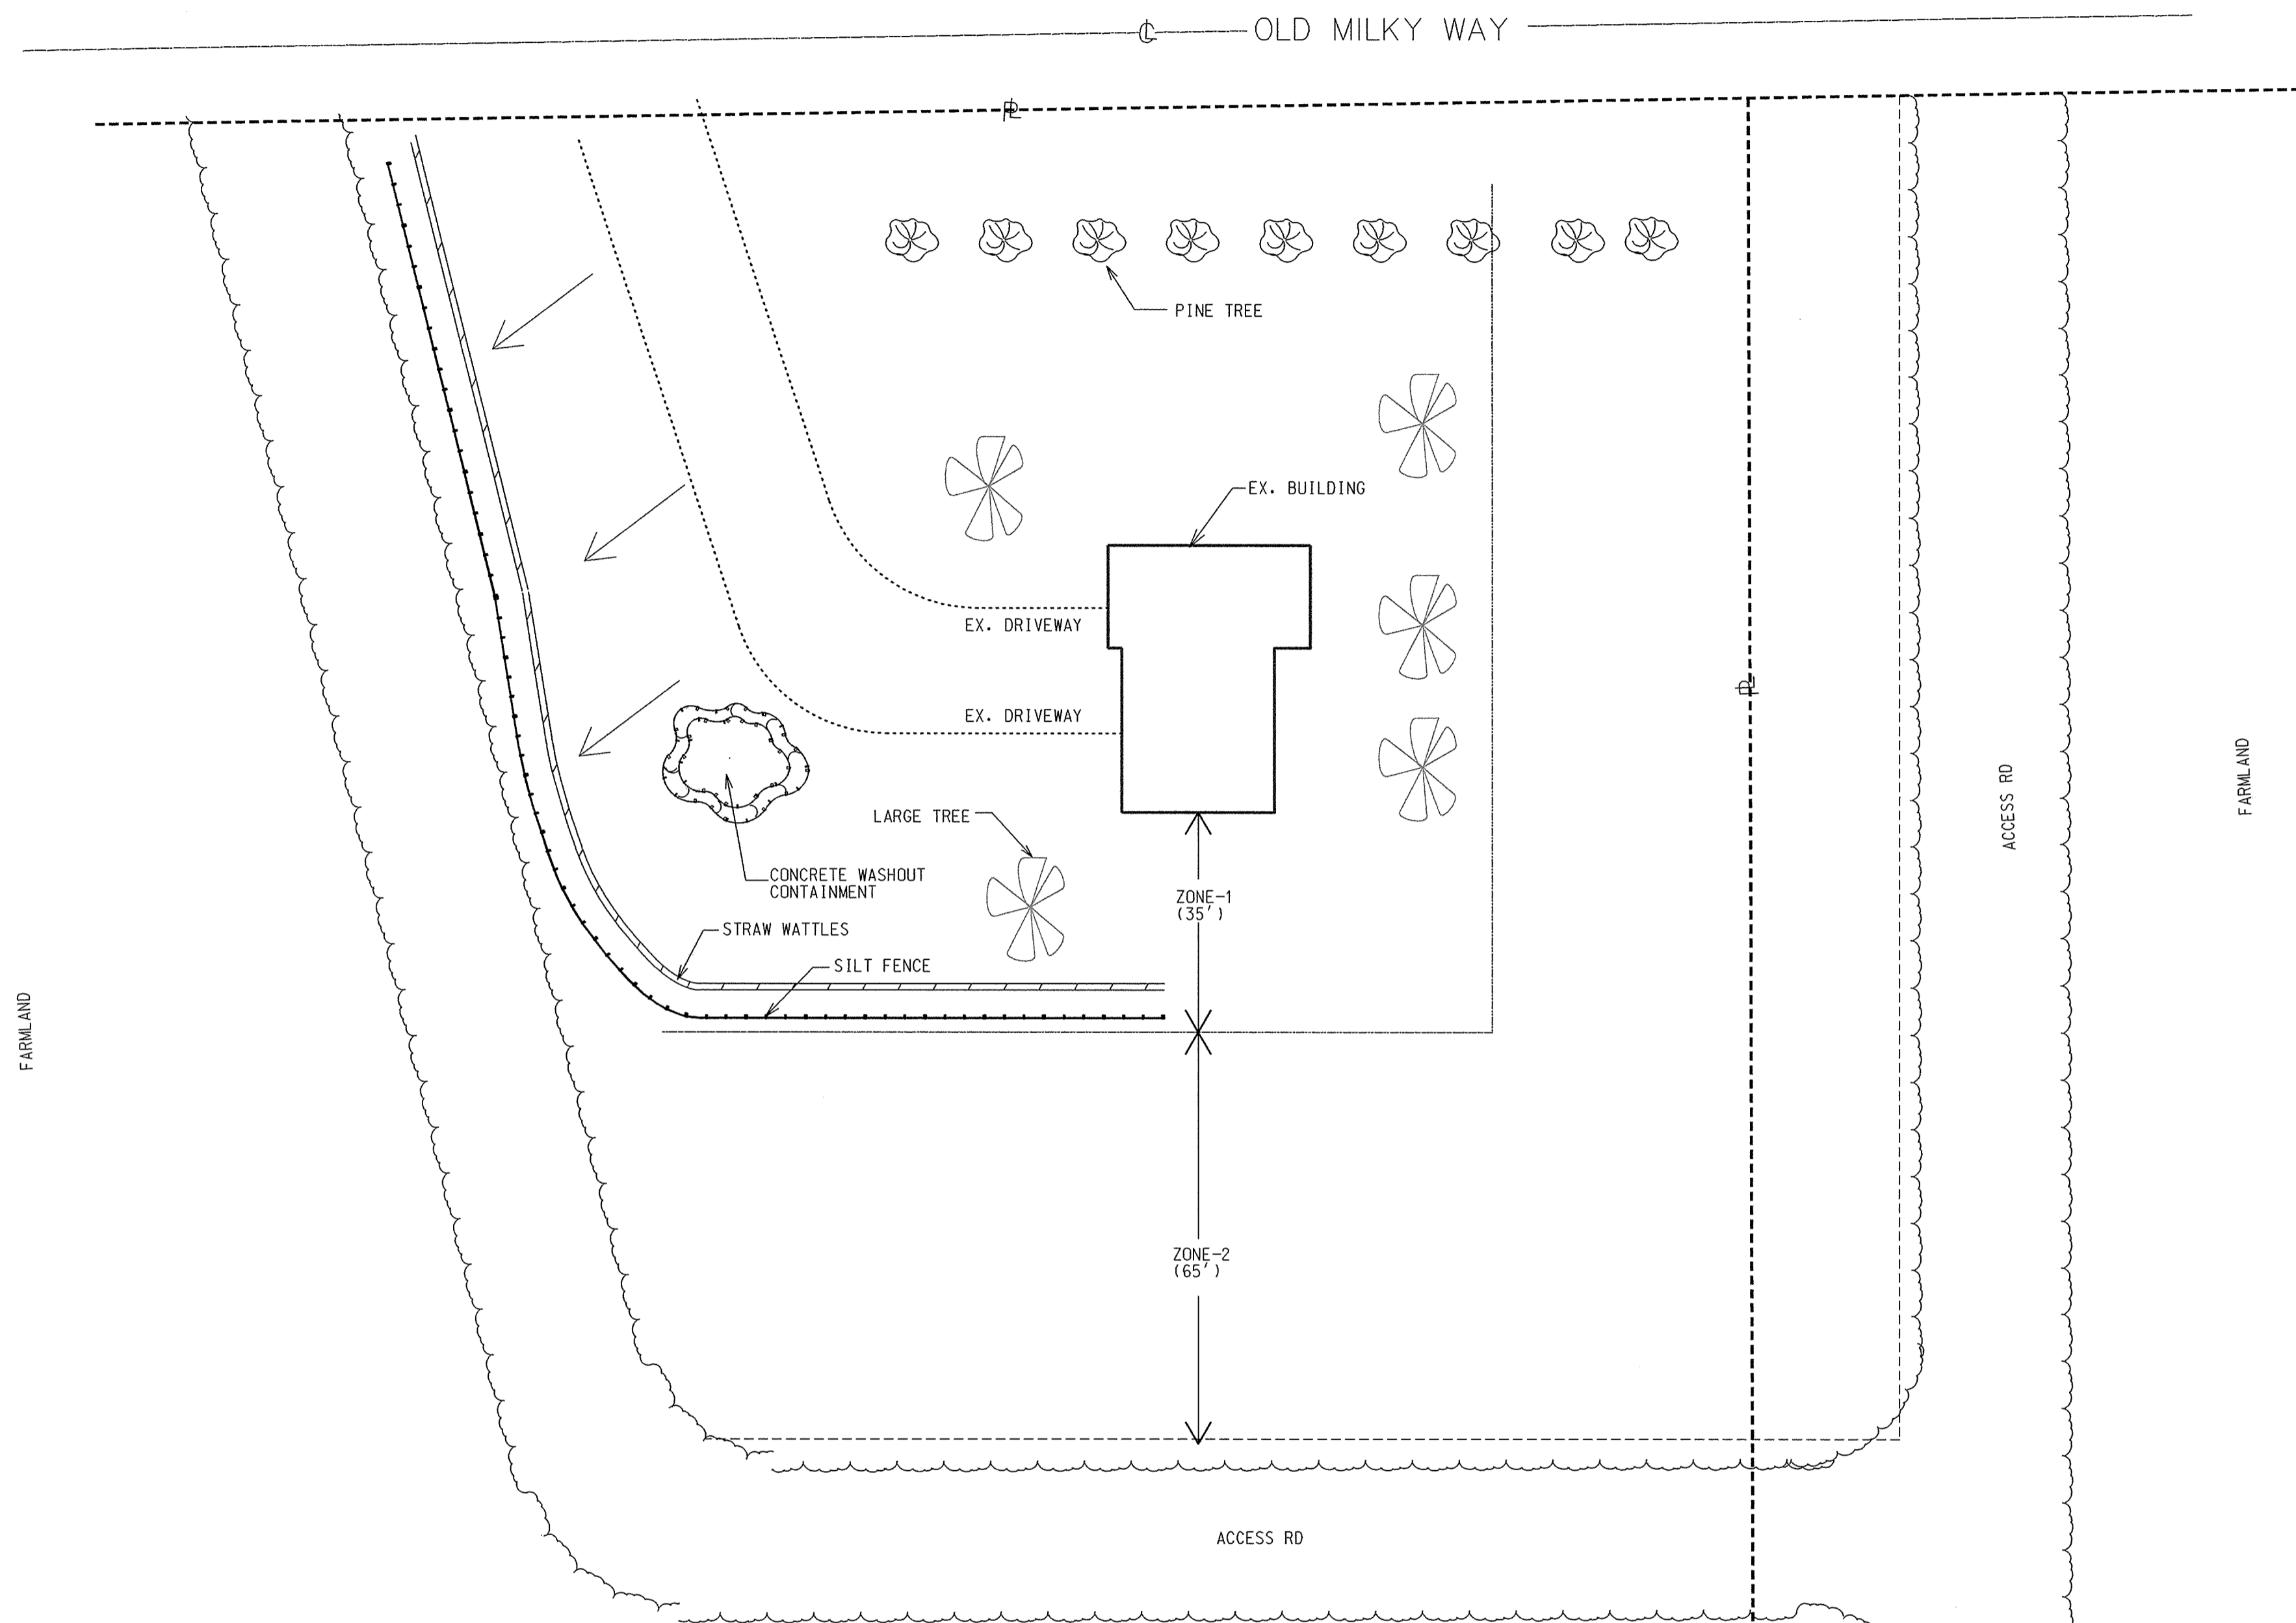 CL OLD MILKY WAY
PL
PINE TREE
EX. BUILDING
EX. DRIVEWAY
PL
EX. DRIVEWAY
ACCESS RD
FARMLAND
LARGE TREE
CONCRETE WASHOUT
CONTAINMENT
ZONE-1
(35')
STRAW WATTLES
SILT FENCE
FARMLAND
ZONE-2
(65')
ACCESS RD